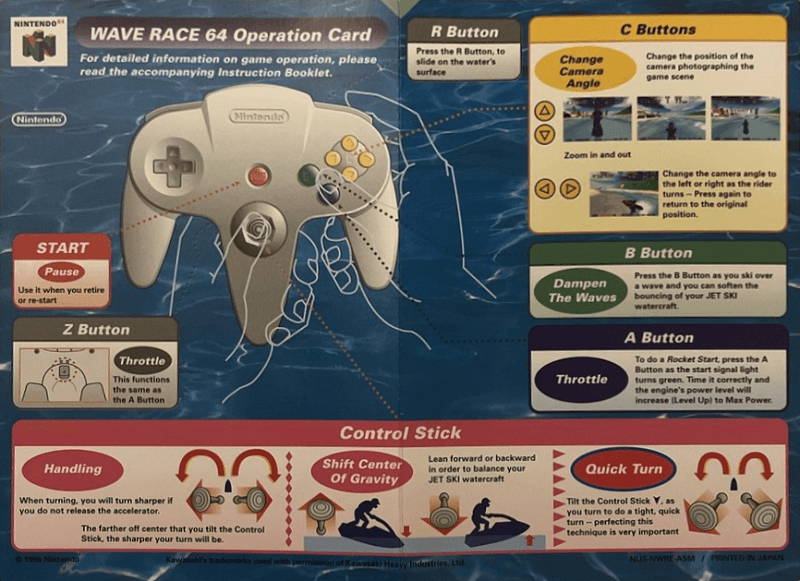 NINTENDO 64
WAVE RACE 64 Operation Card
For detailed information on game operation, please
read the accompanying Instruction Booklet.
Nintendo
Nintendo
R Button
Press the R Button, to
slide on the water's
surface
C Buttons
Change
Camera
Angle
Change the position of the
camera photographing the
game scene
Zoom in and out
Change the camera angle to
the left or right as the rider
turns – Press again to
return to the original
position.
START
Pause
Use it when you retire
or re-start
B Button
Dampen
The Waves
Press the B Button as you ski over
a wave and you can soften the
bouncing of your JET SKI
watercraft.
Z Button
Throttle
This functions
the same as
the A Button
A Button
Throttle
To do a Rocket Start, press the A
Button as the start signal light
turns green. Time it correctly and
the engine's power level will
increase (Level Up) to Max Power.
Control Stick
Handling
When turning, you will turn sharper if
you do not release the accelerator.
The farther off center that you tilt the Control
Stick, the sharper your turn will be.
Shift Center
Of Gravity
Lean forward or backward
in order to balance your
JET SKI watercraft
Quick Turn
Tilt the Control Stick ▼, as
you turn to do a tight, quick
turn – perfecting this
technique is very important
© 1996 Nintendo
Kawasaki's trademarks used with permission of Kawasaki Heavy Industries, Ltd.
NUS-NWRE-ASM / PRINTED IN JAPAN